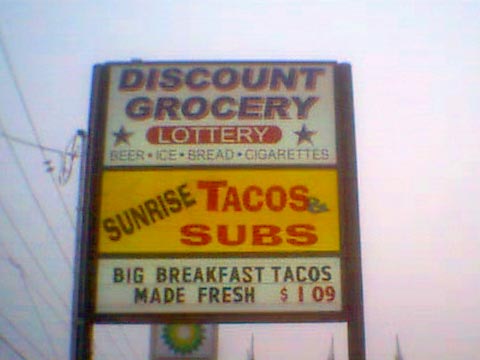 DISCOUNT
GROCERY
LOTTERY
BEER • ICE • BREAD • CIGARETTES
SUNRISE TACOS &
SUBS
BIG BREAKFAST TACOS
MADE FRESH $1 09